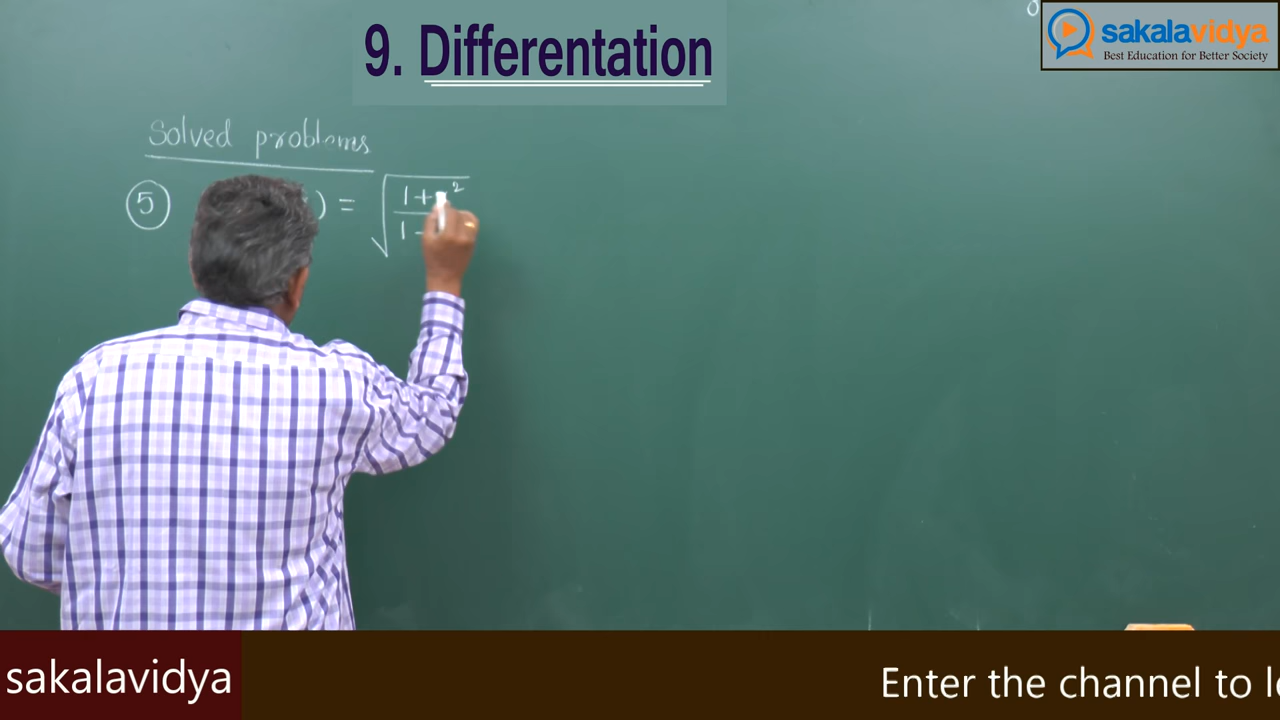 9. Differentation
sakalavidya
Best Education for Better Society
Solved problems
5 ) = √ 1+ 2
1-
sakalavidya
Enter the channel to